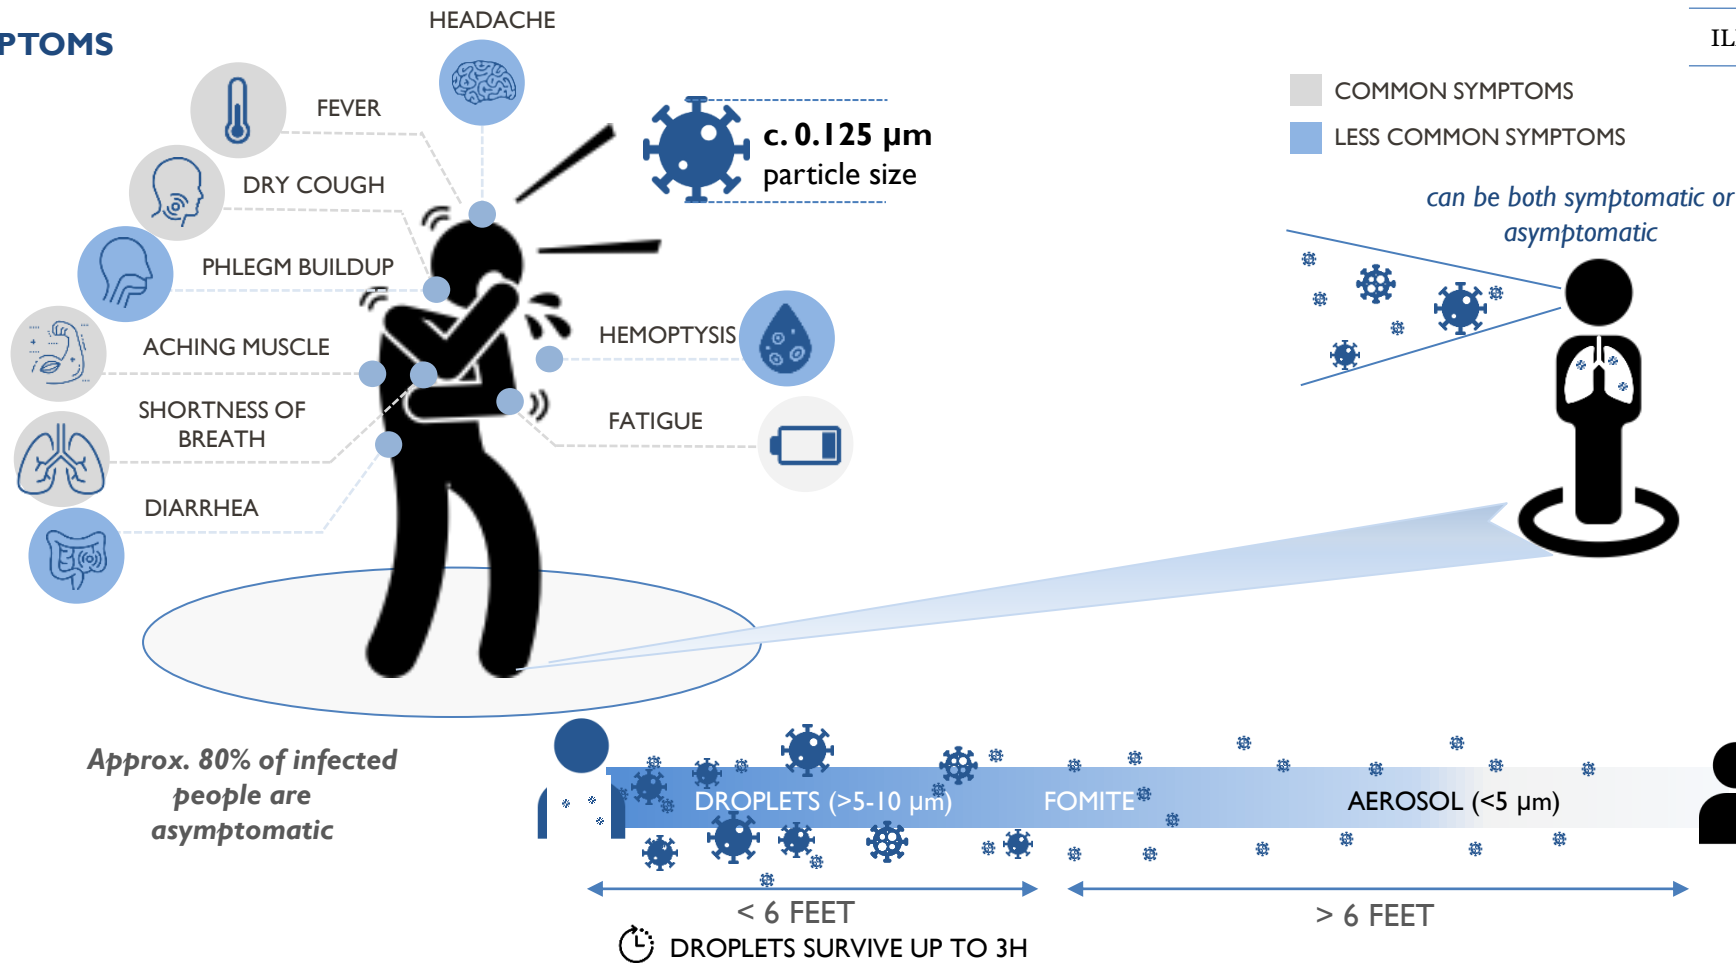 PTOMS
HEADACHE
FEVER
DRY COUGH
PHLEGM BUILDUP
ACHING MUSCLE
SHORTNESS OF
BREATH
DIARRHEA
HEMOPTYSIS
FATIGUE
c. 0.125 µm
particle size
IL
COMMON SYMPTOMS
LESS COMMON SYMPTOMS
can be both symptomatic or
asymptomatic
Approx. 80% of infected
people are
asymptomatic
DROPLETS (>5-10 µm)
FOMITE
AEROSOL (<5 µm)
< 6 FEET
> 6 FEET
DROPLETS SURVIVE UP TO 3H